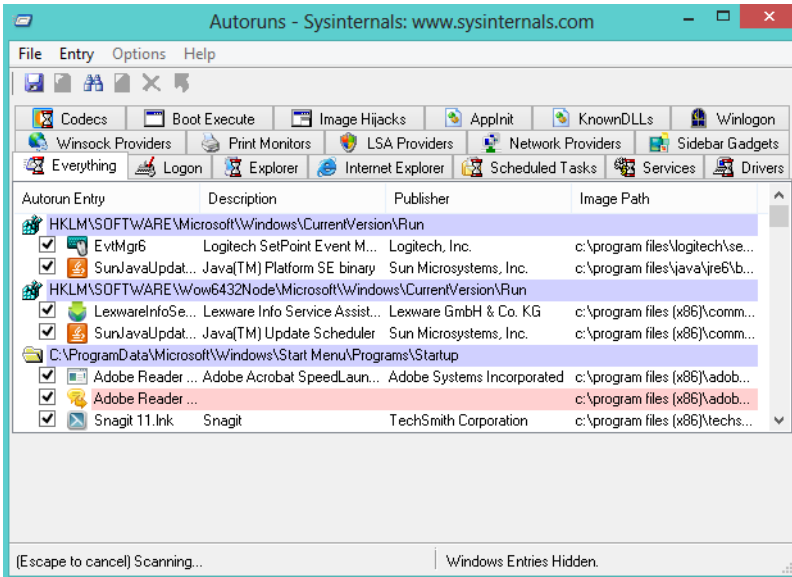 Autoruns - Sysinternals: www.sysinternals.com
File Entry Options Help
Codecs Boot Execute Image Hijacks AppInit KnownDLLs Winlogon
Winsock Providers Print Monitors LSA Providers Network Providers Sidebar Gadgets
Everything Logon Explorer Internet Explorer Scheduled Tasks Services Drivers
Autorun Entry Description Publisher Image Path
HKLM\SOFTWARE\Microsoft\Windows\CurrentVersion\Run
EvtMgr6 Logitech SetPoint Event M... Logitech, Inc. c:\program files\logitech\se...
SunJavaUpdat... Java(TM) Platform SE binary Sun Microsystems, Inc. c:\program files\java\jre6\b...
HKLM\SOFTWARE\Wow6432Node\Microsoft\Windows\CurrentVersion\Run
LexwareInfoSe... Lexware Info Service Assist... Lexware GmbH & Co. KG c:\program files (x86)\comm...
SunJavaUpdat... Java(TM) Update Scheduler Sun Microsystems, Inc. c:\program files (x86)\comm...
C:\ProgramData\Microsoft\Windows\Start Menu\Programs\Startup
Adobe Reader ... Adobe Acrobat SpeedLaun... Adobe Systems Incorporated c:\program files (x86)\adob...
Adobe Reader ... c:\program files (x86)\adob...
Snagit 11.lnk Snagit TechSmith Corporation c:\program files (x86)\techs...
(Escape to cancel) Scanning... Windows Entries Hidden.